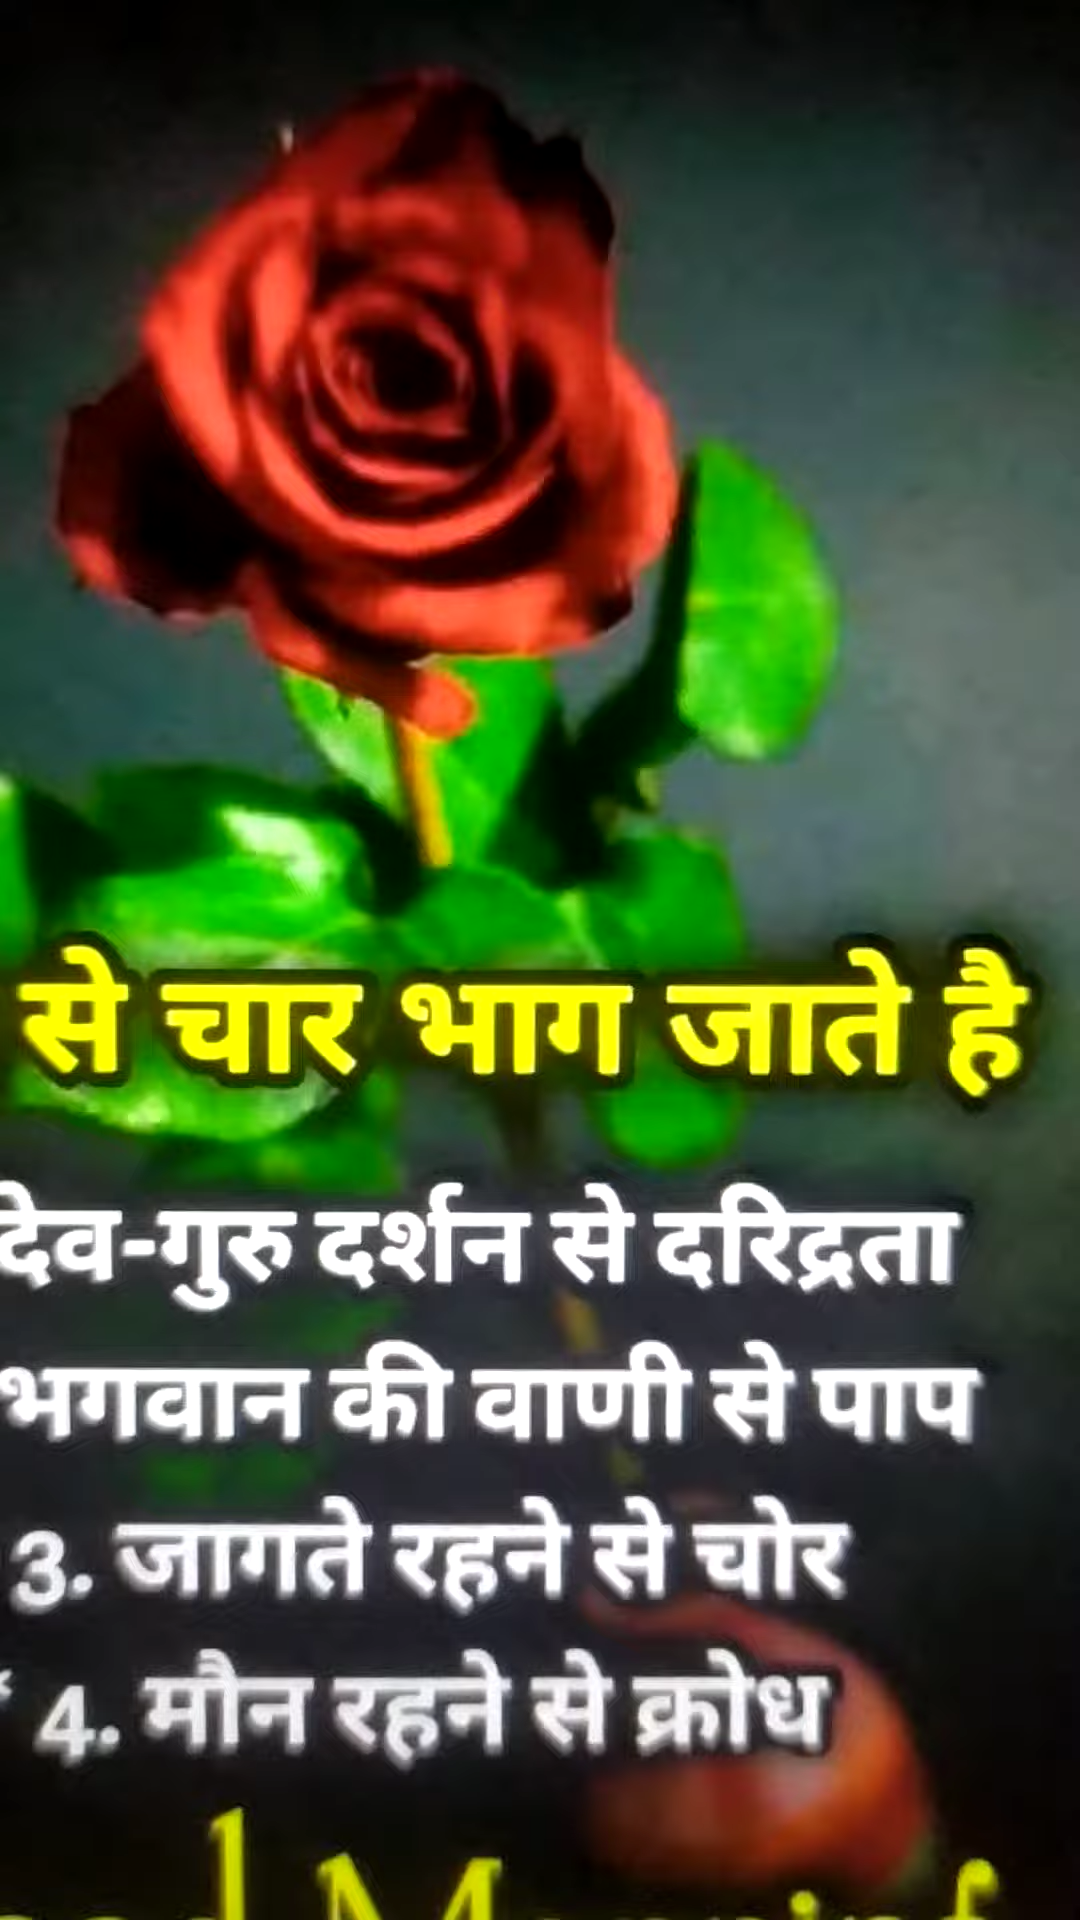 से चार भाग जाते है
देव-गुरु दर्शन से दरिद्रता
भगवान की वाणी से पाप
3. जागते रहने से चोर
4. मौन रहने से क्रोध